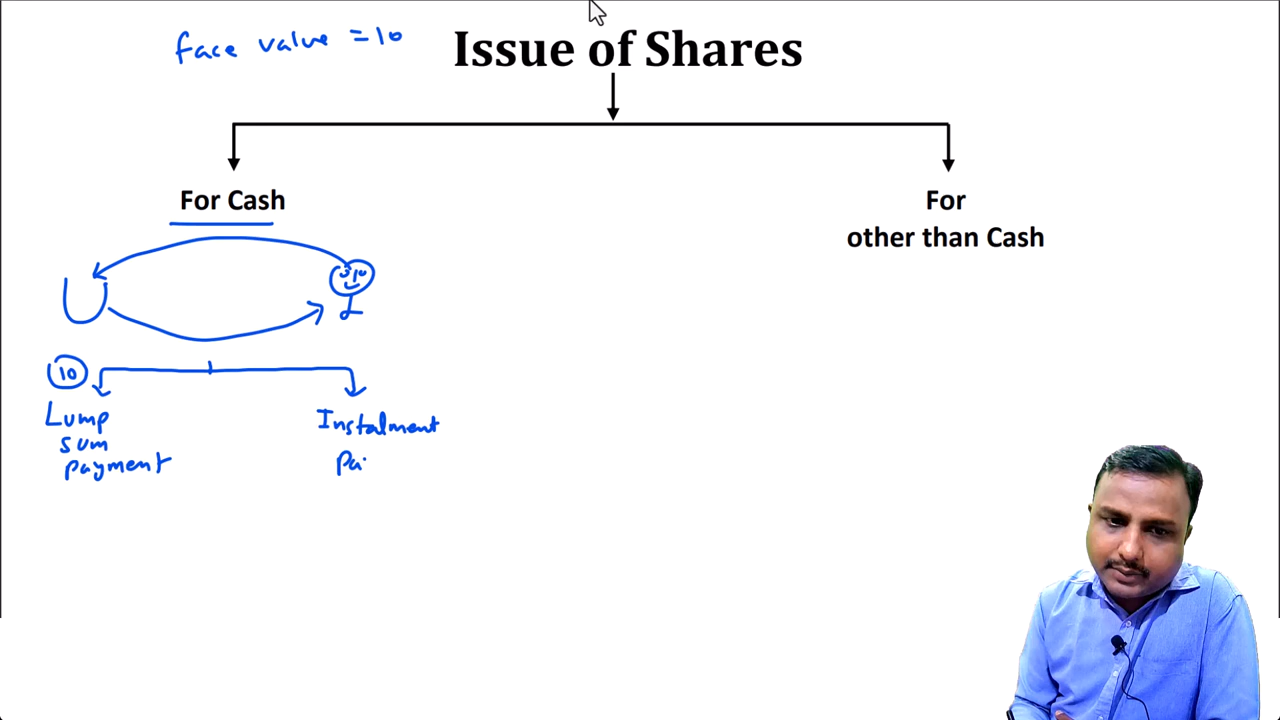 face value = 10
Issue of Shares
For Cash
For
other than Cash
10
Lump
sum
payment
Instalment